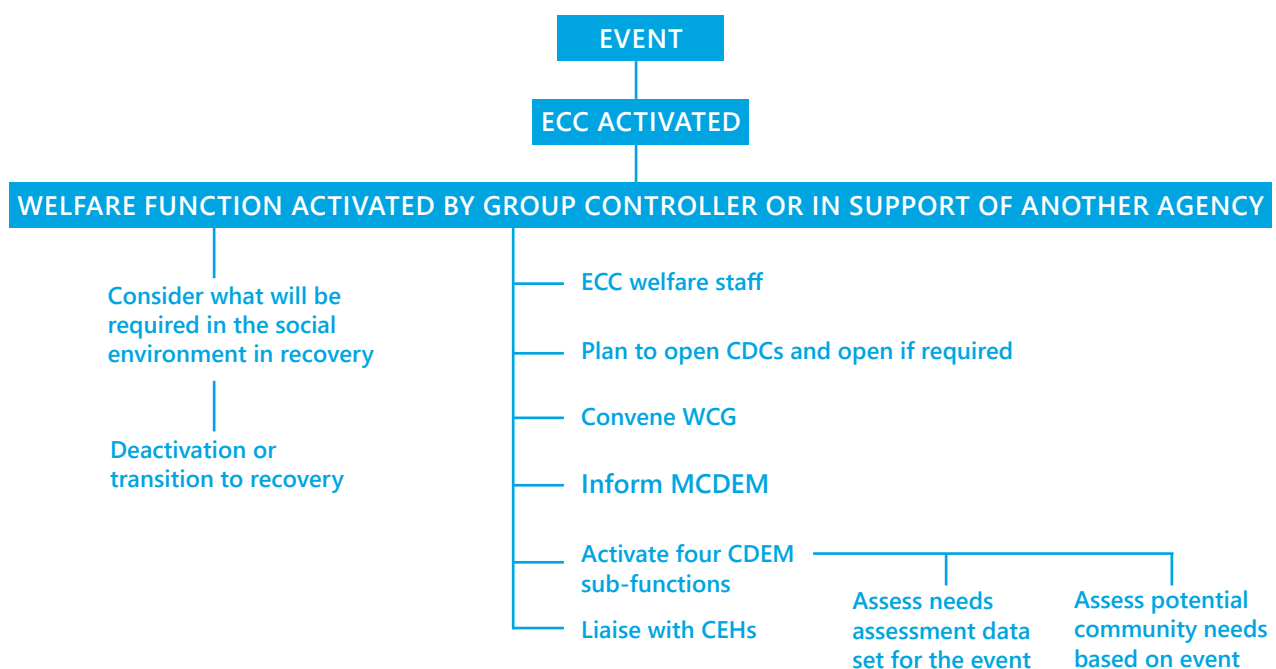 EVENT
ECC ACTIVATED
WELFARE FUNCTION ACTIVATED BY GROUP CONTROLLER OR IN SUPPORT OF ANOTHER AGENCY
Consider what will be
required in the social
environment in recovery
Deactivation or
transition to recovery
ECC welfare staff
Plan to open CDCs and open if required
Convene WCG
Inform MCDEM
Activate four CDEM
sub-functions
Liaise with CEHs
Assess needs
assessment data
set for the event
Assess potential
community needs
based on event